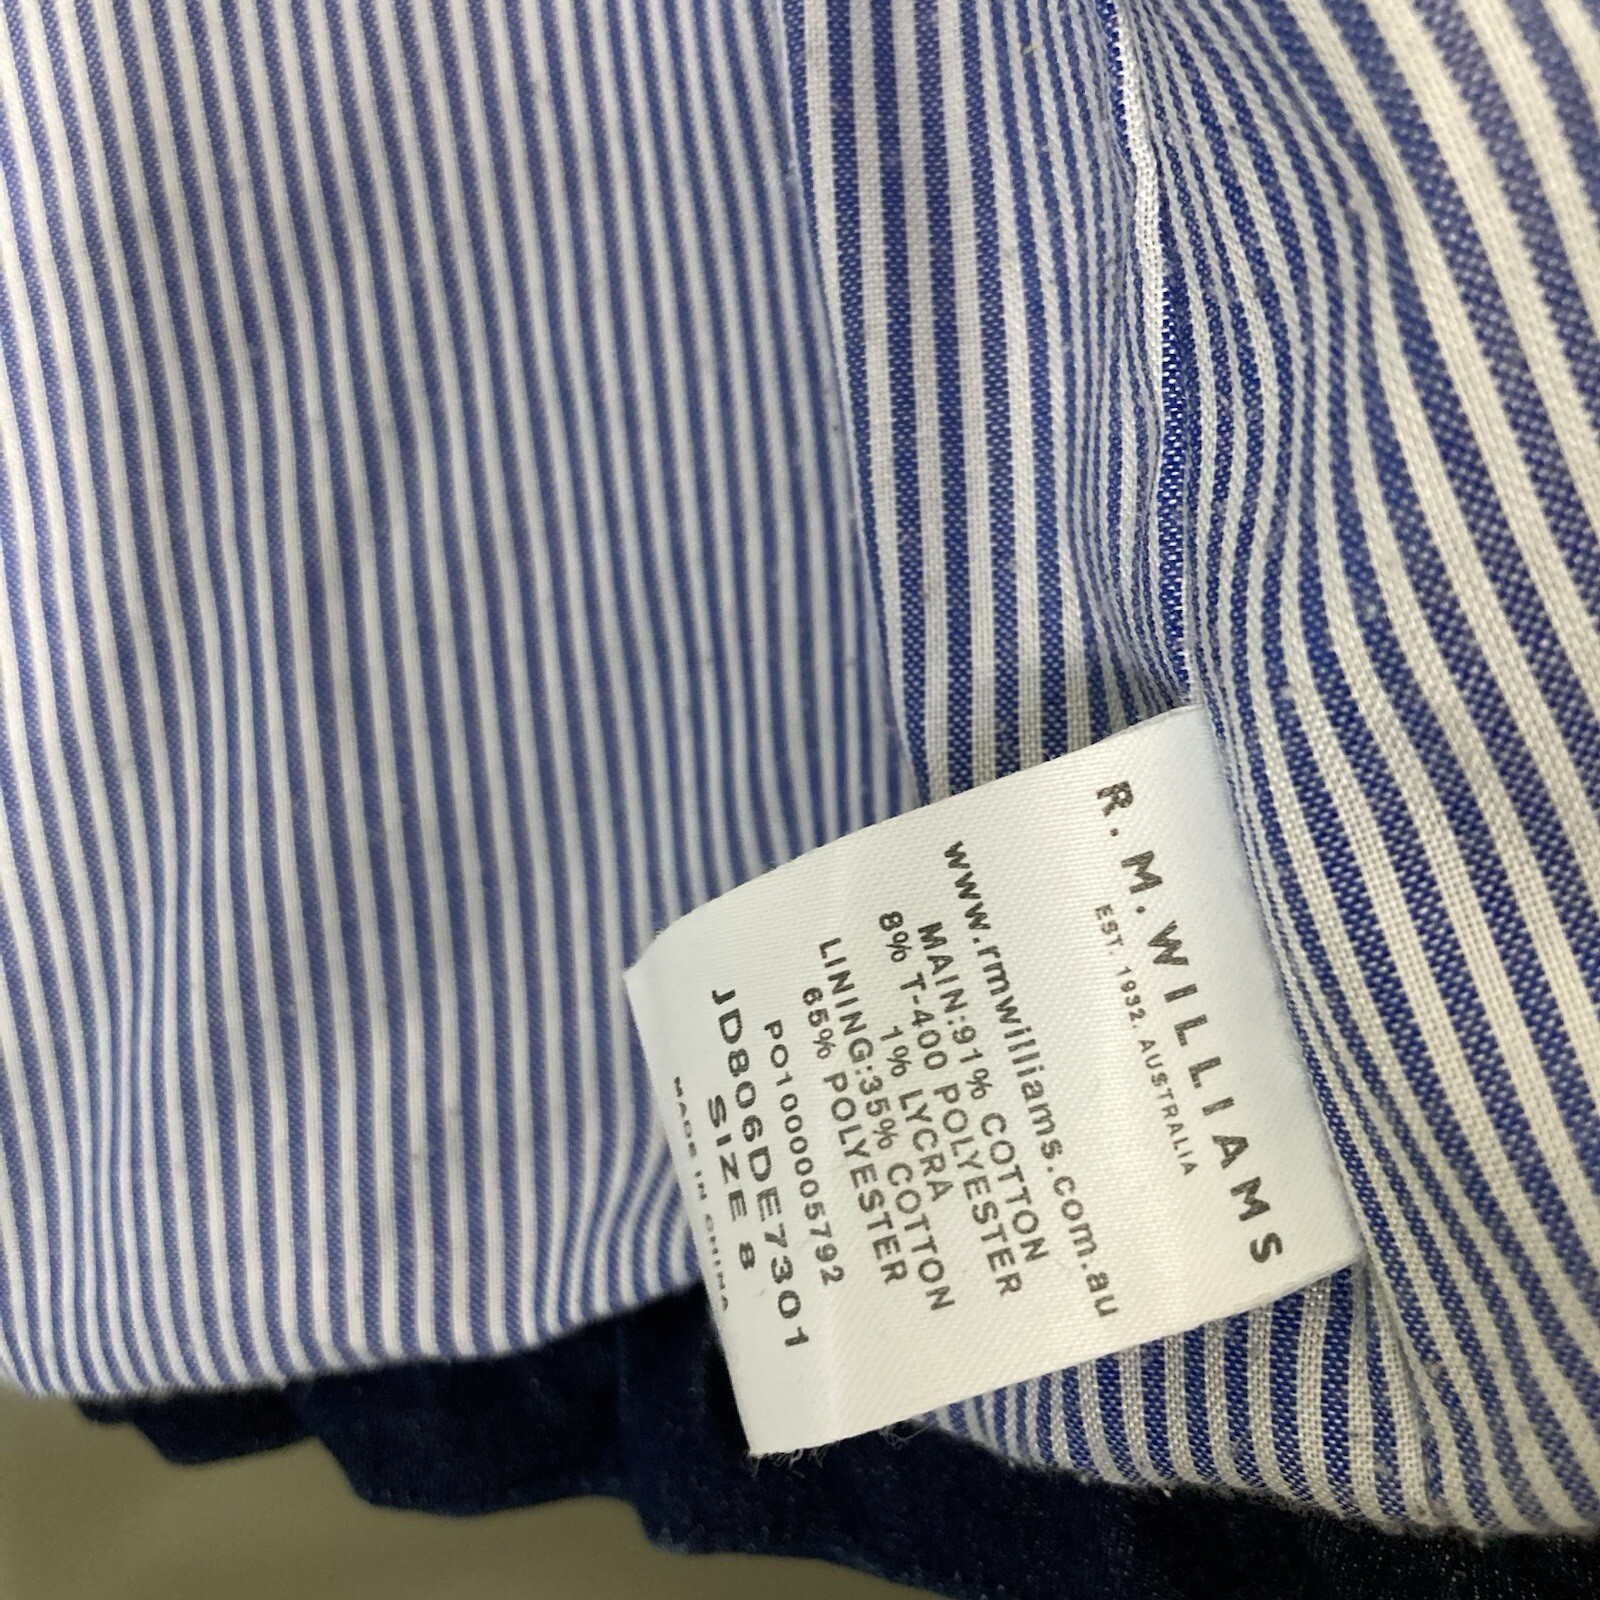 R.M.WILLIAMS
EST. 1932. AUSTRALIA
www.rmwilliams.com.au
MAIN:91% COTTON
8% T-400 POLYESTER
1% LYCRA
LINING:35% COTTON
65% POLYESTER
PO1000005792
JD806DE7301
SIZE 8
MADE IN CHINA